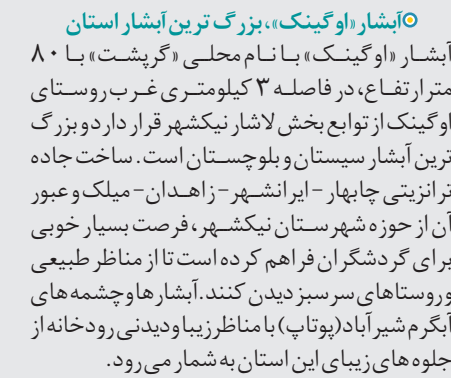 آبشار «اوگینک»، بزرگ ترین آبشار استان
آبشار «اوگینک» با نام محلی «گرپشت» با ۸۰
متر ارتفاع، در فاصله ۳ کیلومتری غرب روستای
اوگینک از توابع بخش لاشار نیکشهر قرار دارد و بزرگ
ترین آبشار سیستان و بلوچستان است. ساخت جاده
ترانزیتی چابهار - ایرانشهر - زاهدان - میلک و عبور
آن از حوزه شهرستان نیکشهر، فرصت بسیار خوبی
برای گردشگران فراهم کرده است تا از مناظر طبیعی
وروستاهای سرسبز دیدن کنند. آبشارها و چشمه های
آبگرم شیرآباد (پوتاپ) با مناظر زیبا و دیدنی رودخانه از
جلوه های زیبای این استان به شمار می رود.